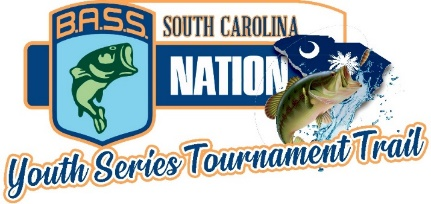 B.A.S.S.
SOUTH CAROLINA
NATION
Youth Series Tournament Trail